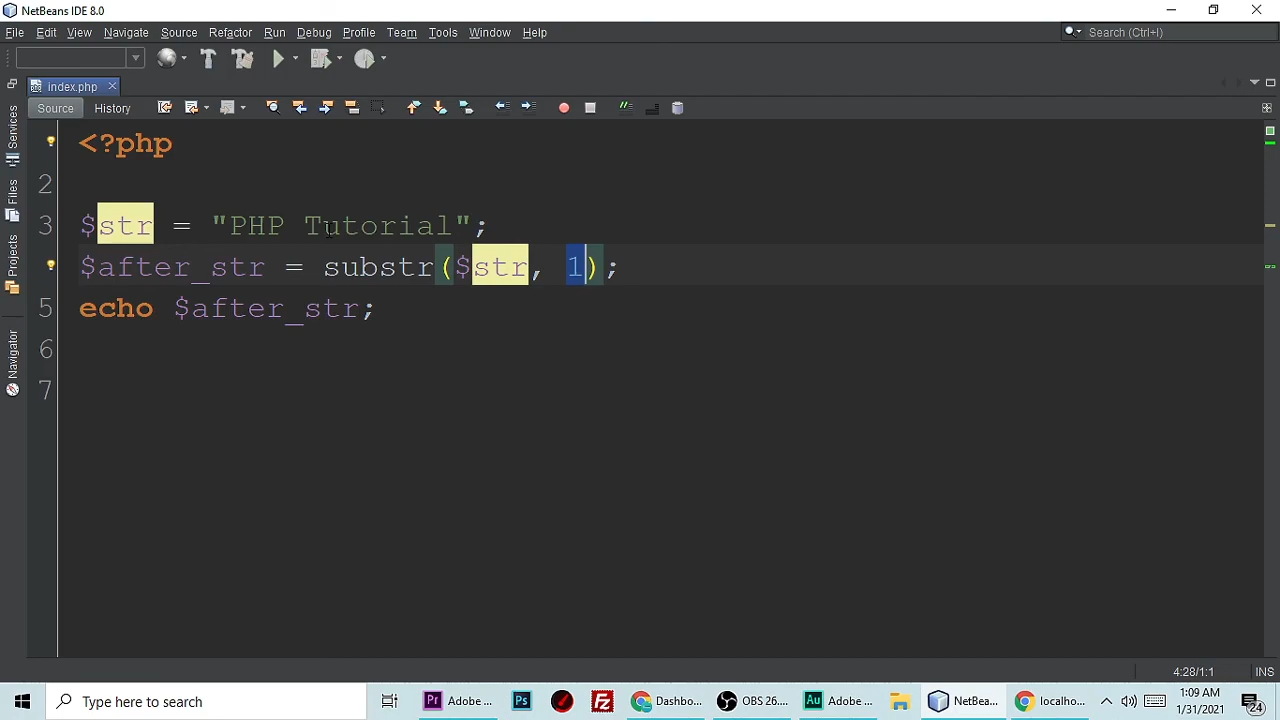 NetBeans IDE 8.0
File Edit View Navigate Source Refactor Run Debug Profile Team Tools Window Help
Search (Ctrl+I)
index.php
Source History
Services
Files
Projects
Navigator
<?php
2
3 $str = "PHP Tutorial";
$after_str = substr($str, 1);
5 echo $after_str;
6
7
4:28/1:1 INS
Type here to search
Adobe ...
Dashbo...
OBS 26...
Adobe ...
NetBea...
localho...
1:09 AM
1/31/2021
24